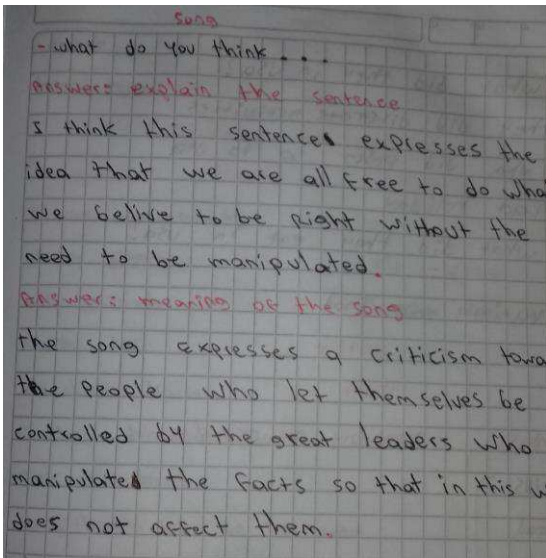 Song
- what do you think...
Answers explain the sentence
I think this sentences expresses the
idea that we are all free to do wha
we belive to be right without the
need to be manipulated.
Answers meaning of the song
the song expresses a criticism towa
the people who let themselves be
controlled by the great leaders who
manipulated the facts so that in this w
does not affect them.